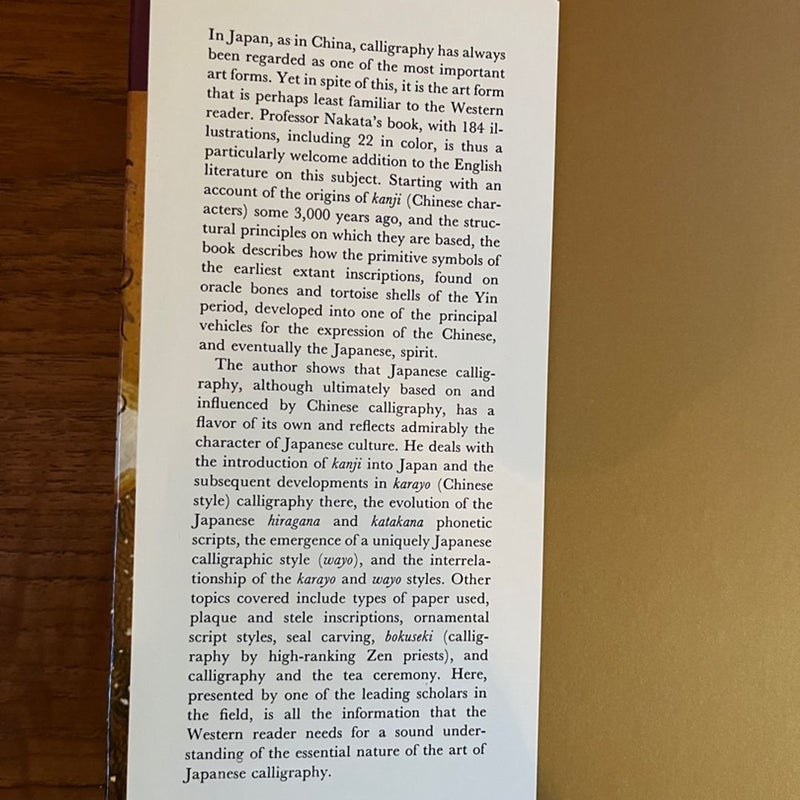 In Japan, as in China, calligraphy has always
been regarded as one of the most important
art forms. Yet in spite of this, it is the art form
that is perhaps least familiar to the Western
reader. Professor Nakata's book, with 184 il-
lustrations, including 22 in color, is thus a
particularly welcome addition to the English
literature on this subject. Starting with an
account of the origins of kanji (Chinese char-
acters) some 3,000 years ago, and the struc-
tural principles on which they are based, the
book describes how the primitive symbols of
the earliest extant inscriptions, found on
oracle bones and tortoise shells of the Yin
period, developed into one of the principal
vehicles for the expression of the Chinese,
and eventually the Japanese, spirit.
The author shows that Japanese callig-
raphy, although ultimately based on and
influenced by Chinese calligraphy, has a
flavor of its own and reflects admirably the
character of Japanese culture. He deals with
the introduction of kanji into Japan and the
subsequent developments in karayo (Chinese
style) calligraphy there, the evolution of the
Japanese hiragana and katakana phonetic
scripts, the emergence of a uniquely Japanese
calligraphic style (wayo), and the interrela-
tionship of the karayo and wayo styles. Other
topics covered include types of paper used,
plaque and stele inscriptions, ornamental
script styles, seal carving, bokuseki (callig-
raphy by high-ranking Zen priests), and
calligraphy and the tea ceremony. Here,
presented by one of the leading scholars in
the field, is all the information that the
Western reader needs for a sound under-
standing of the essential nature of the art of
Japanese calligraphy.